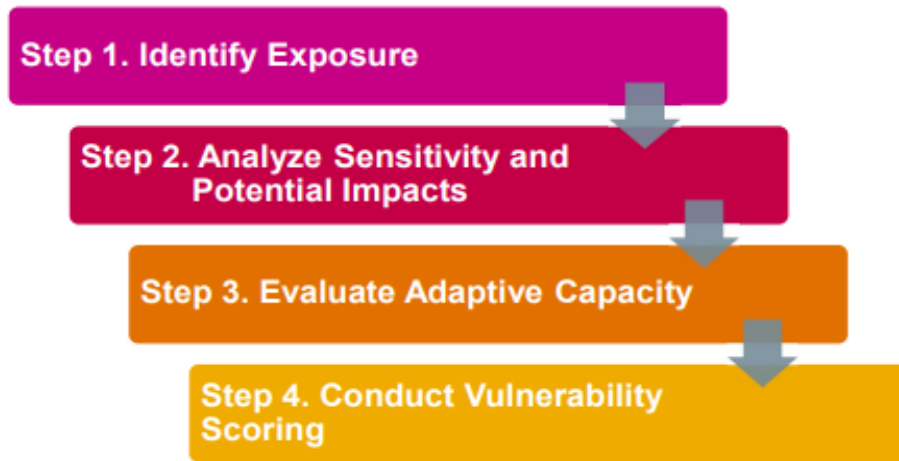 Step 1. Identify Exposure
Step 2. Analyze Sensitivity and
Potential Impacts
Step 3. Evaluate Adaptive Capacity
Step 4. Conduct Vulnerability
Scoring